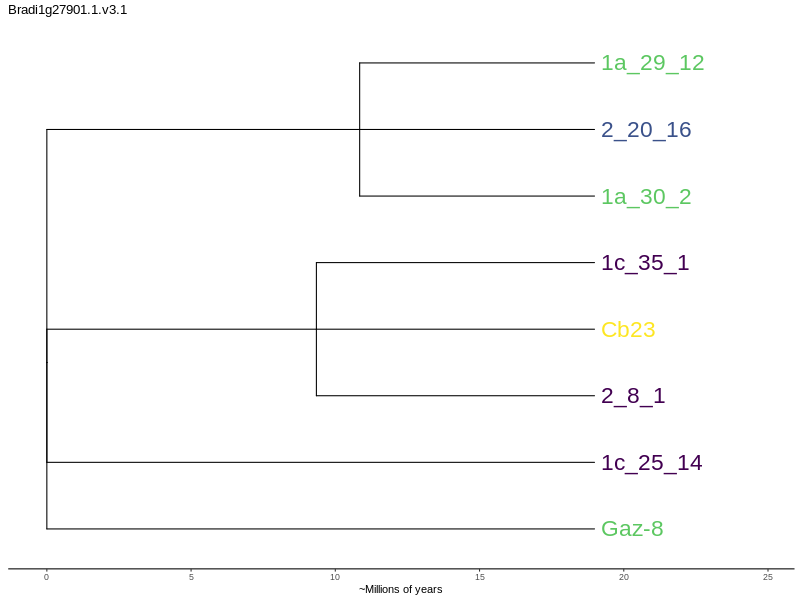 Bradi1g27901.1.v3.1
1a_29_12
2_20_16
1a_30_2
1c_35_1
Cb23
2_8_1
1c_25_14
Gaz-8
0 5 10 15 20 25
~Millions of years